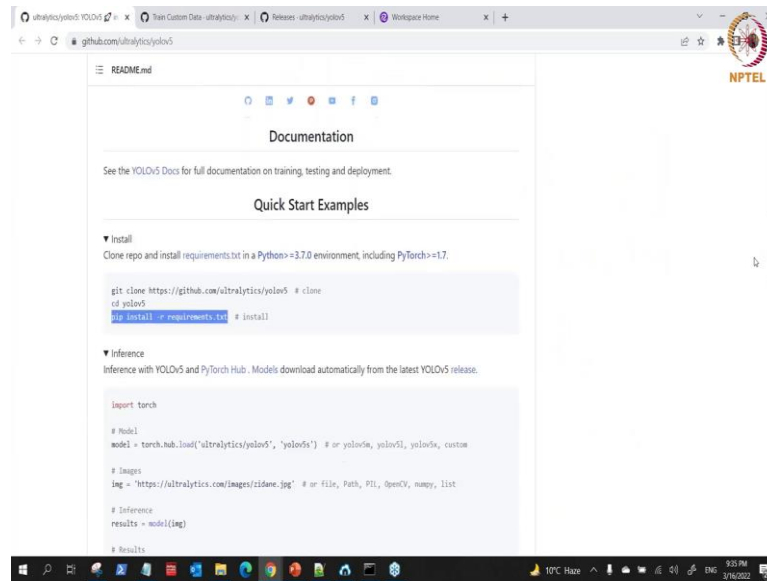 ultralytics/yolov5: YOLOv5 🚀 in
Train Custom Data · ultralytics/yo
Releases · ultralytics/yolov5
Workspace Home
github.com/ultralytics/yolov5
NPTEL
README.md
Documentation
See the YOLOv5 Docs for full documentation on training, testing and deployment.
Quick Start Examples
▼ Install
Clone repo and install requirements.txt in a Python>=3.7.0 environment, including PyTorch>=1.7.
git clone https://github.com/ultralytics/yolov5 # clone
cd yolov5
pip install -r requirements.txt # install
▼ Inference
Inference with YOLOv5 and PyTorch Hub . Models download automatically from the latest YOLOv5 release.
import torch
# Model
model = torch.hub.load('ultralytics/yolov5', 'yolov5s') # or yolov5m, yolov5l, yolov5x, custom
# Images
img = 'https://ultralytics.com/images/zidane.jpg' # or file, Path, PIL, OpenCV, numpy, list
# Inference
results = model(img)
# Results
10°C Haze
ENG
9:35 PM
3/16/2022